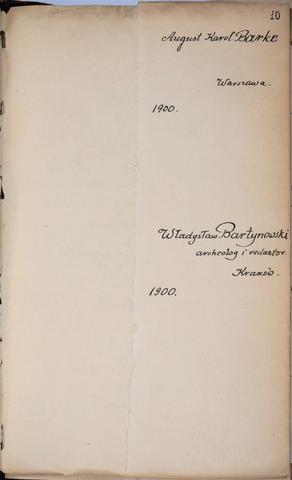 10
August Karol Barke
Warszawa.
1900.
Władysław Bartynowski
archeolog i redaktor.
Kraków.
1900.